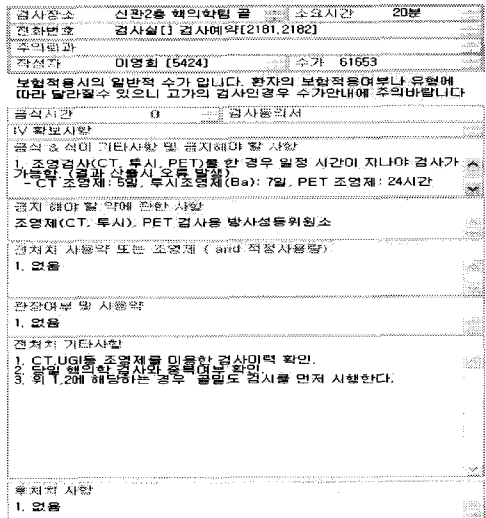 검사장소 신관2층 핵의학팀 골 소요시간 20분
전화번호 검사실[] 검사예약[2181,2182]
주의효과
작성자 이영희 [5424] 수가 61653
보험적용시의 일반적 수가 입니다. 환자의 보험적용여부나 유형에
따라 달라질수 있으니 고가의 검사인경우 수가안내에 주의바랍니다
금식시간 0 검사동의서
IV 확보사항
금식 & 식이 기타사항 및 금지해야 할 사항
1. 조영검사(CT, 투시, PET)를 한 경우 일정 시간이 지나야 검사가
가능함. (결과 산출시 오류 발생)
- CT 조영제: 5일, 투시조영제(Ba): 7일, PET 조영제: 24시간
금지 해야 할 약에 관한 사항
조영제(CT, 투시), PET 검사용 방사성동위원소
전처치 사용약 또는 조영제 ( and 적정사용량)
1. 없음
관장여부 및 사용약
1. 없음
전처치 기타사항
1. CT,UGI등 조영제를 이용한 검사이력 확인.
2. 당일 핵의학 검사와 중복여부 확인.
3. 위 1,2에 해당하는 경우 골밀도 검사를 먼저 시행한다.
후처치 사항
1. 없음